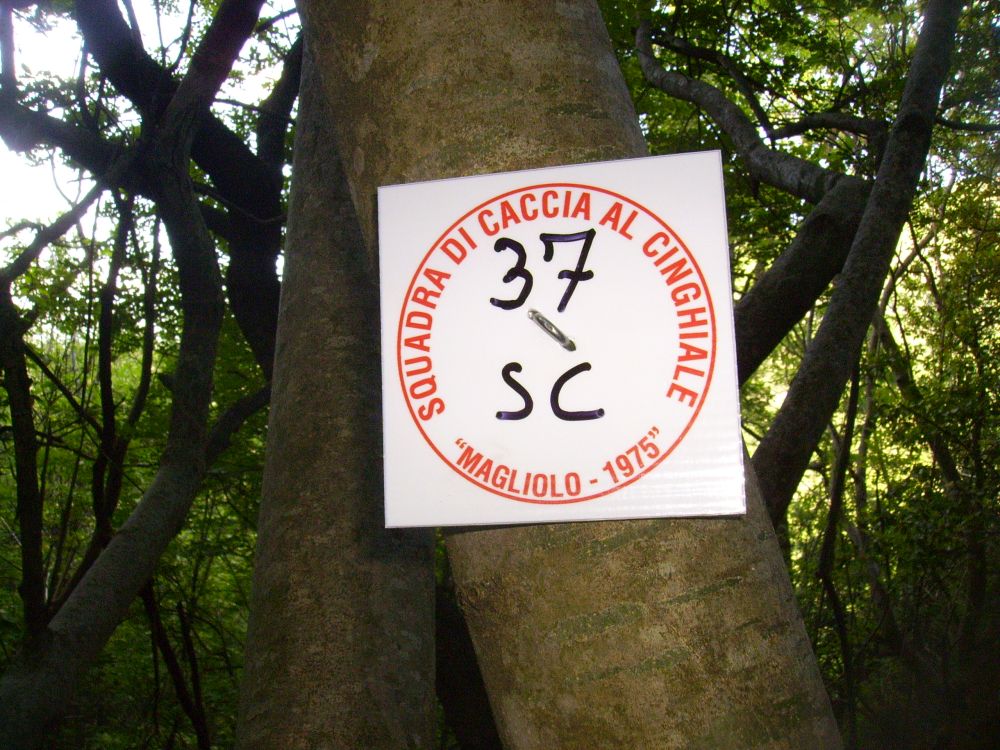 SQUADRA DI CACCIA AL CINGHIALE
37
SC
"MAGLIOLO - 1975"